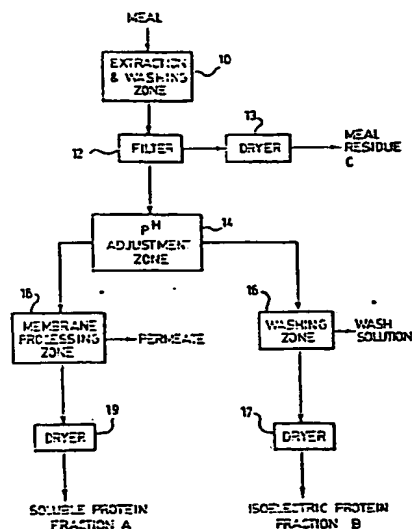 MEAL
EXTRACTION
& WASHING
ZONE
10
FILTER
12
DRYER
13
MEAL
RESIDUE
C
PH
ADJUSTMENT
ZONE
14
18
MEMRANE
PROCESSING
ZONE
PERMEATE
16
WASHING
ZONE
WASH
SOLUTION
DRYER
19
17
DRYER
SOLUBLE PROTEIN
FRACTION A
ISOELECTRIC PROTEIN
FRACTION B